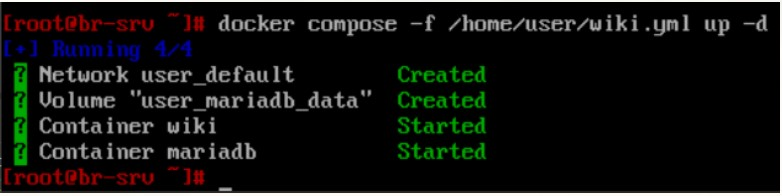 [root@br-srv ~]# docker compose -f /home/user/wiki.yml up -d
[+] Running 4/4
? Network user_default Created
? Volume "user_mariadb_data" Created
? Container wiki Started
? Container mariadb Started
[root@br-srv ~]# _